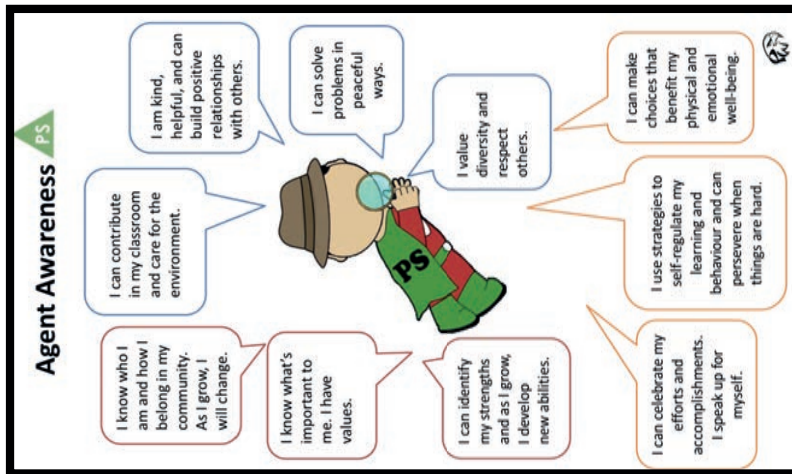 Agent Awareness PS
I know who I
am and how I
belong in my
community.
As I grow, I
will change.
I can contribute
in my classroom
and care for the
environment.
I am kind,
helpful, and can
build positive
relationships
with others.
I know what's
important to
me. I have
values.
I can solve
problems in
peaceful
ways.
I can identify
my strengths
and as I grow,
I develop
new abilities.
PS
I value
diversity and
respect
others.
I can celebrate my
efforts and
accomplishments.
I speak up for
myself.
I use strategies to
self-regulate my
learning and
behaviour and can
persevere when
things are hard.
I can make
choices that
benefit my
physical and
emotional
well-being.